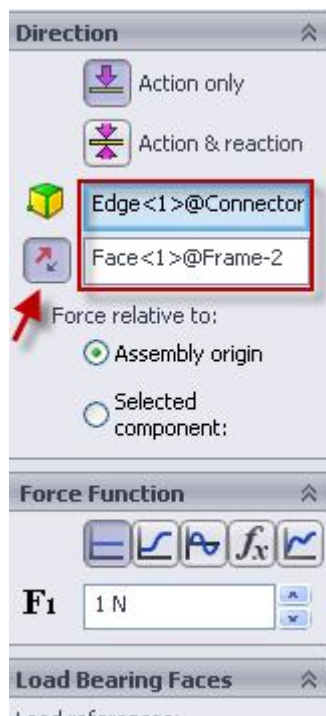 Direction
Action only
Action & reaction
Edge<1>@Connector
Face<1>@Frame-2
Force relative to:
Assembly origin
Selected
component:
Force Function
fx
F1 1 N
Load Bearing Faces